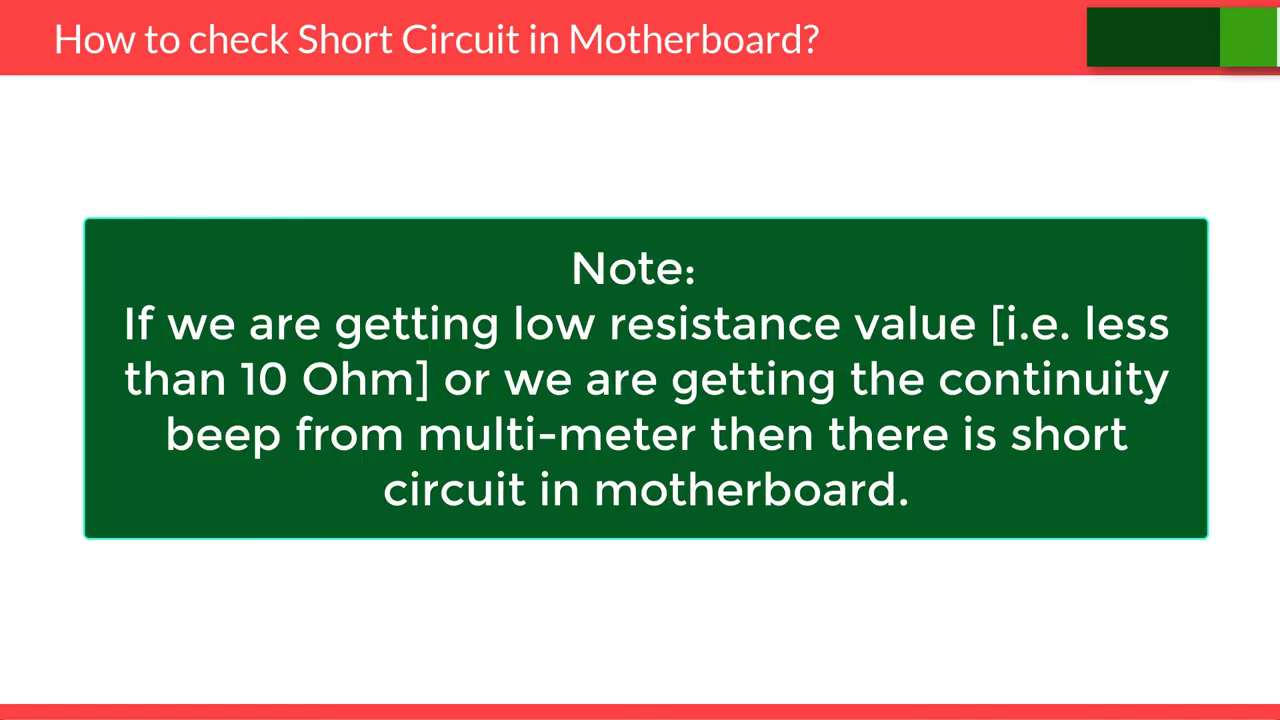 How to check Short Circuit in Motherboard?
Note:
If we are getting low resistance value [i.e. less
than 10 Ohm] or we are getting the continuity
beep from multi-meter then there is short
circuit in motherboard.